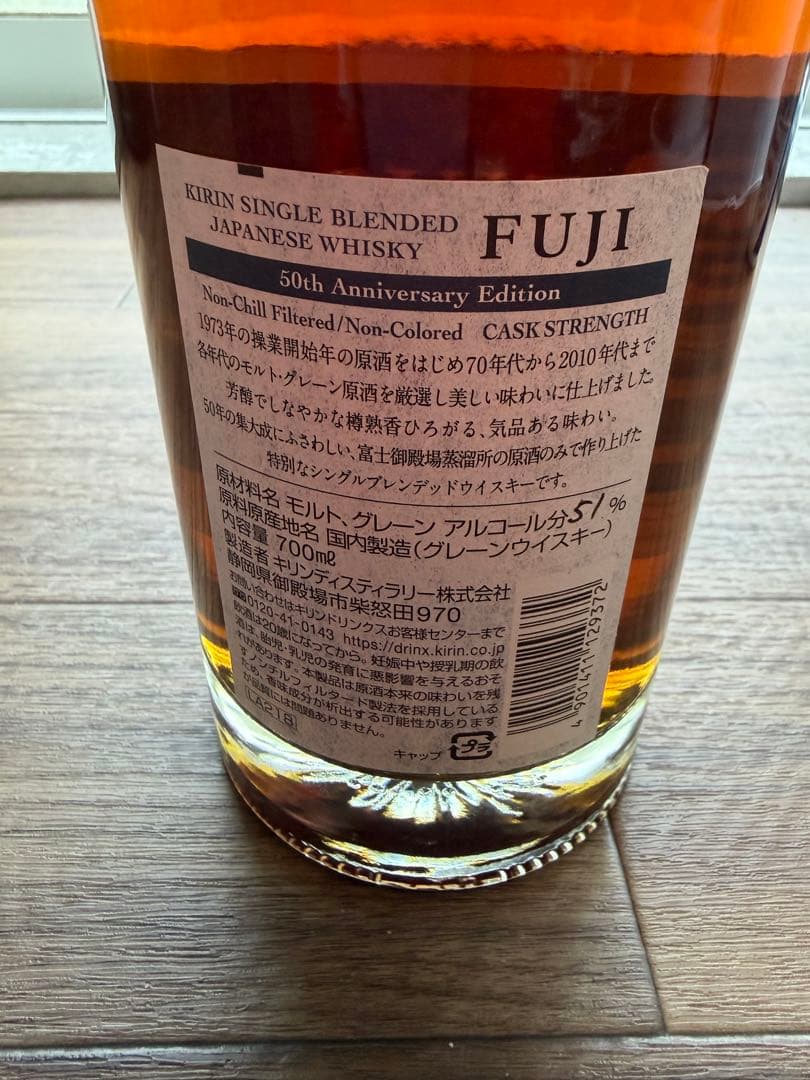 KIRIN SINGLE BLENDED
JAPANESE WHISKY
FUJI
50th Anniversary Edition
Non-Chill Filtered/Non-Colored CASK STRENGTH
1973年の操業開始年の原酒をはじめ70年代から2010年代まで
各年代のモルト・グレーン原酒を厳選し美しい味わいに仕上げました。
芳醇でしなやかな樽熟香ひろがる、気品ある味わい。
50年の集大成にふさわしい、富士御殿場蒸溜所の原酒のみで作り上げた
特別なシングルブレンデッドウイスキーです。
原材料名 モルト、グレーン アルコール分51%
原料原産地名 国内製造(グレーンウイスキー)
内容量 700mℓ
製造者 キリンディスティラリー株式会社
静岡県御殿場市柴怒田970
お問い合わせはキリンドリンクスお客様センターまで
0120-41-0143 https://drinx.kirin.co.jp
飲酒は20歳になってから。妊娠中や授乳期の飲
酒は、胎児・乳児の発育に悪影響を与えるおそ
れがあります。本製品は原酒本来の味わいを残
すノンチルフィルタード製法を採用している
ため、香味成分が析出する可能性があります
が品質には問題ありません。
LA218
キャップ プラ
4 901411 129372